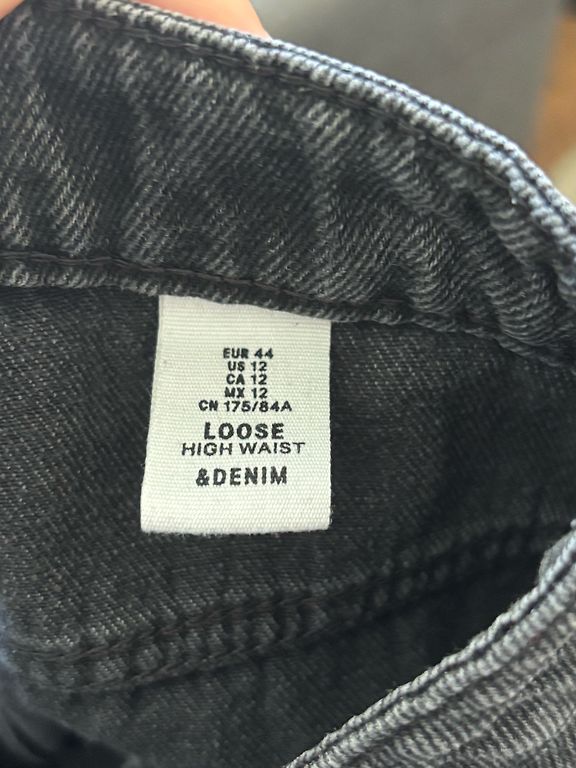 EUR 44
US 12
CA 12
MX 12
CN 175/84A
LOOSE
HIGH WAIST
&DENIM